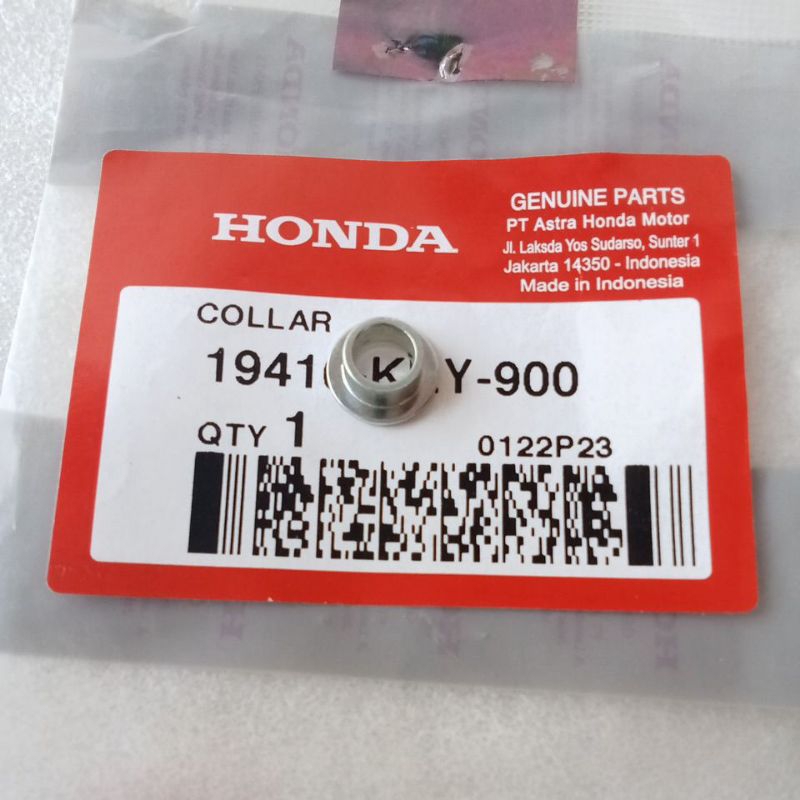 HONDA
GENUINE PARTS
PT Astra Honda Motor
Jl. Laksda Yos Sudarso, Sunter 1
Jakarta 14350 - Indonesia
Made in Indonesia
COLLAR
QTY 1
0122P23
HONDA